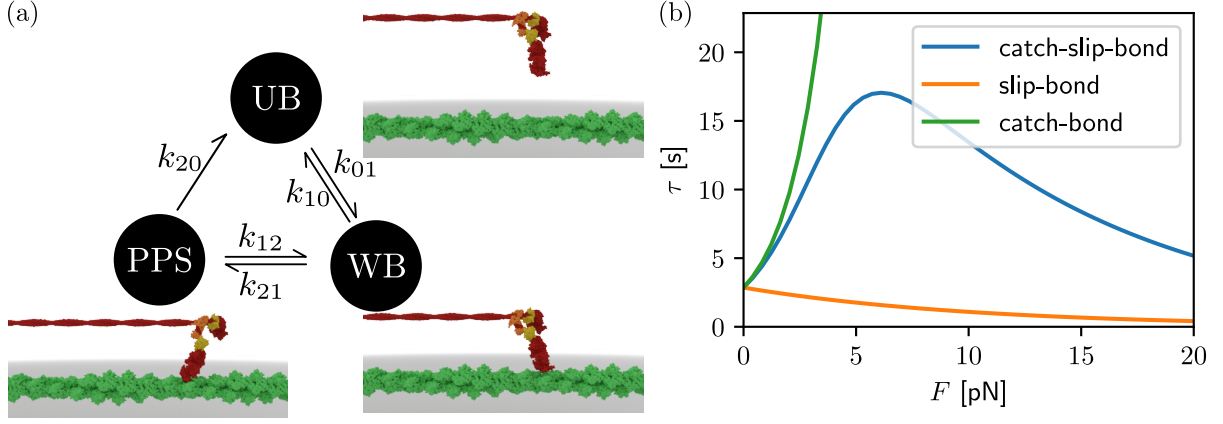 (a)
UB
k₂₀
k₀₁
k₁₀
PPS
k₁₂
k₂₁
WB
(b)
catch-slip-bond
slip-bond
catch-bond
20
15
10
5
0
τ [s]
0 5 10 15 20
F [pN]